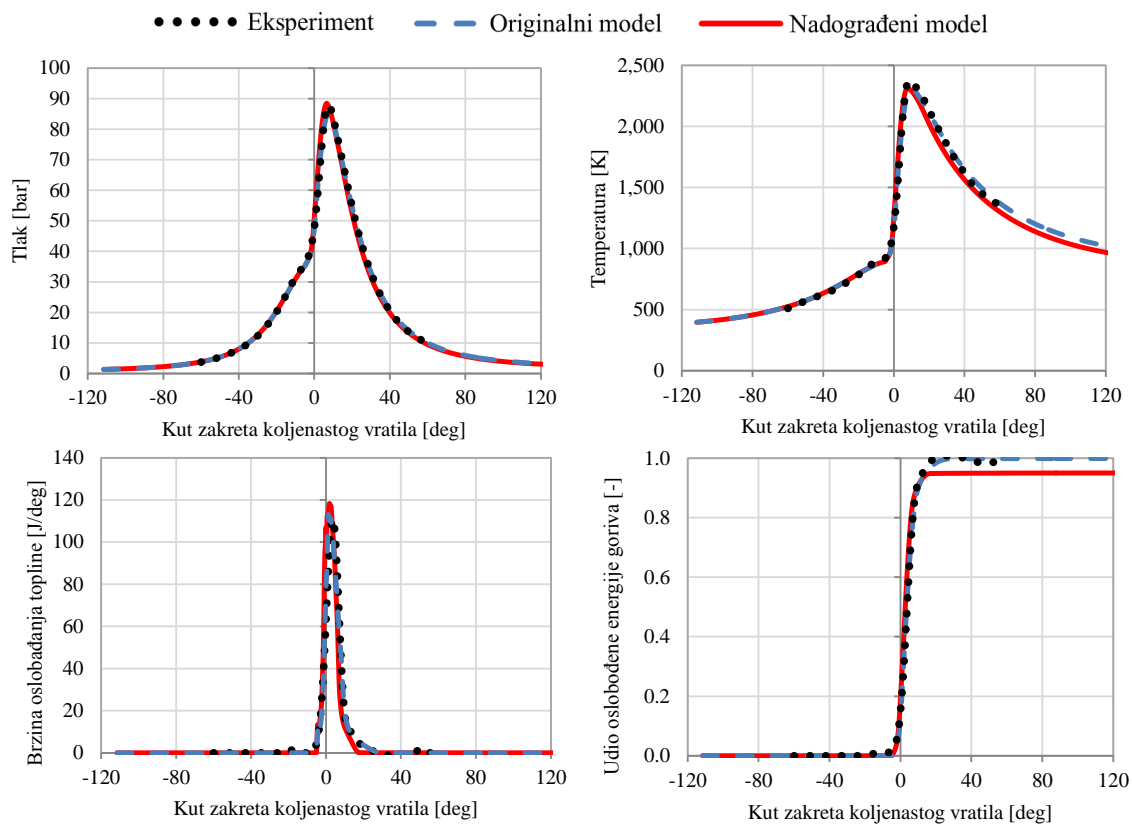 Eksperiment Originalni model Nadograđeni model
Tlak [bar]
100
90
80
70
60
50
40
30
20
10
0
-120 -80 -40 0 40 80 120
Kut zakreta koljenastog vratila [deg]
Temperatura [K]
2,500
2,000
1,500
1,000
500
0
-120 -80 -40 0 40 80 120
Kut zakreta koljenastog vratila [deg]
Brzina oslobađanja topline [J/deg]
140
120
100
80
60
40
20
0
-120 -80 -40 0 40 80 120
Kut zakreta koljenastog vratila [deg]
Udio oslobođene energije goriva [-]
1.0
0.8
0.6
0.4
0.2
0.0
-120 -80 -40 0 40 80 120
Kut zakreta koljenastog vratila [deg]